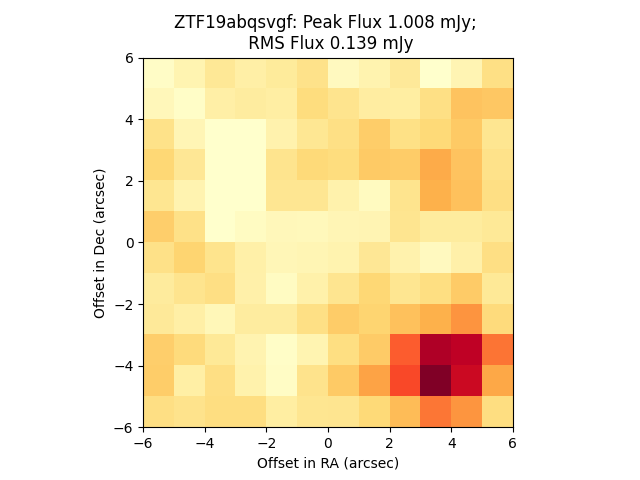 ZTF19abqsvgf: Peak Flux 1.008 mJy;
RMS Flux 0.139 mJy
6
4
2
0
−2
−4
−6
Offset in Dec (arcsec)
−6 −4 −2 0 2 4 6
Offset in RA (arcsec)